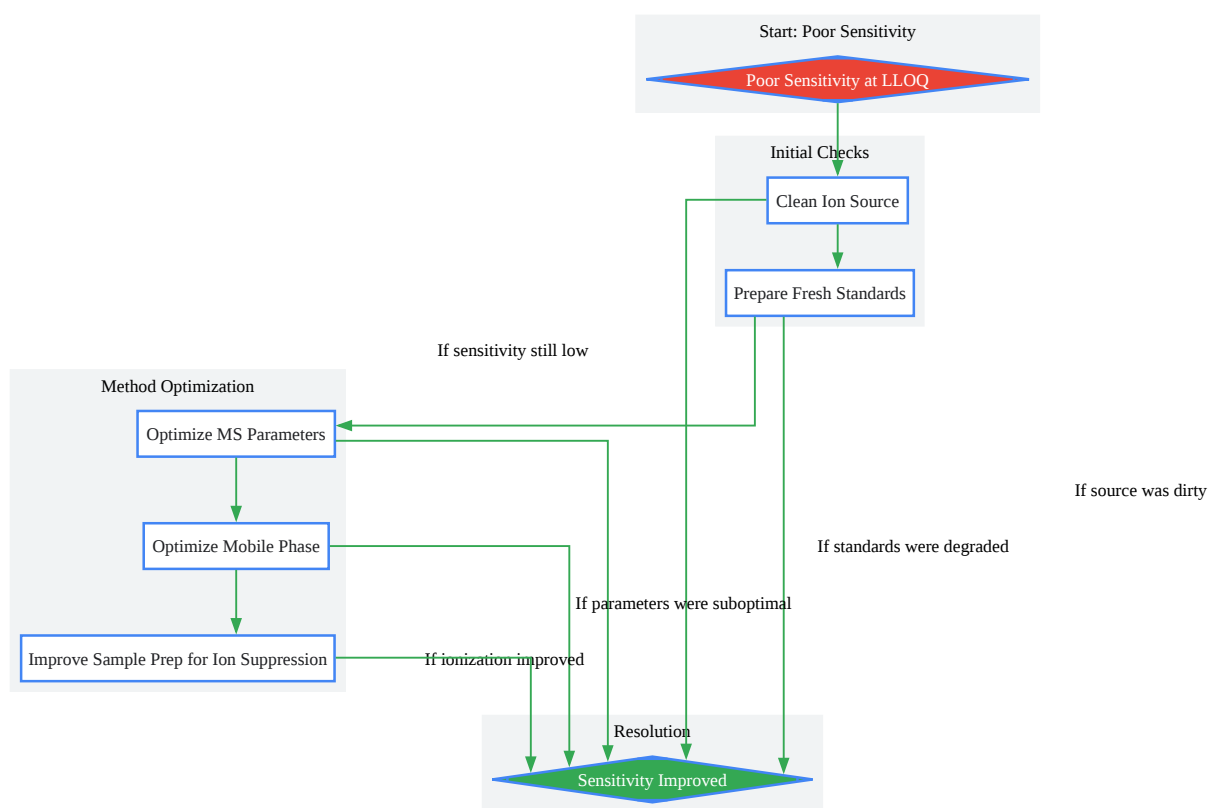 Start: Poor Sensitivity
Poor Sensitivity at LLOQ
Initial Checks
Clean Ion Source
Prepare Fresh Standards
If sensitivity still low
Method Optimization
Optimize MS Parameters
If source was dirty
Optimize Mobile Phase
If standards were degraded
If parameters were suboptimal
Improve Sample Prep for Ion Suppression
If ionization improved
Resolution
Sensitivity Improved